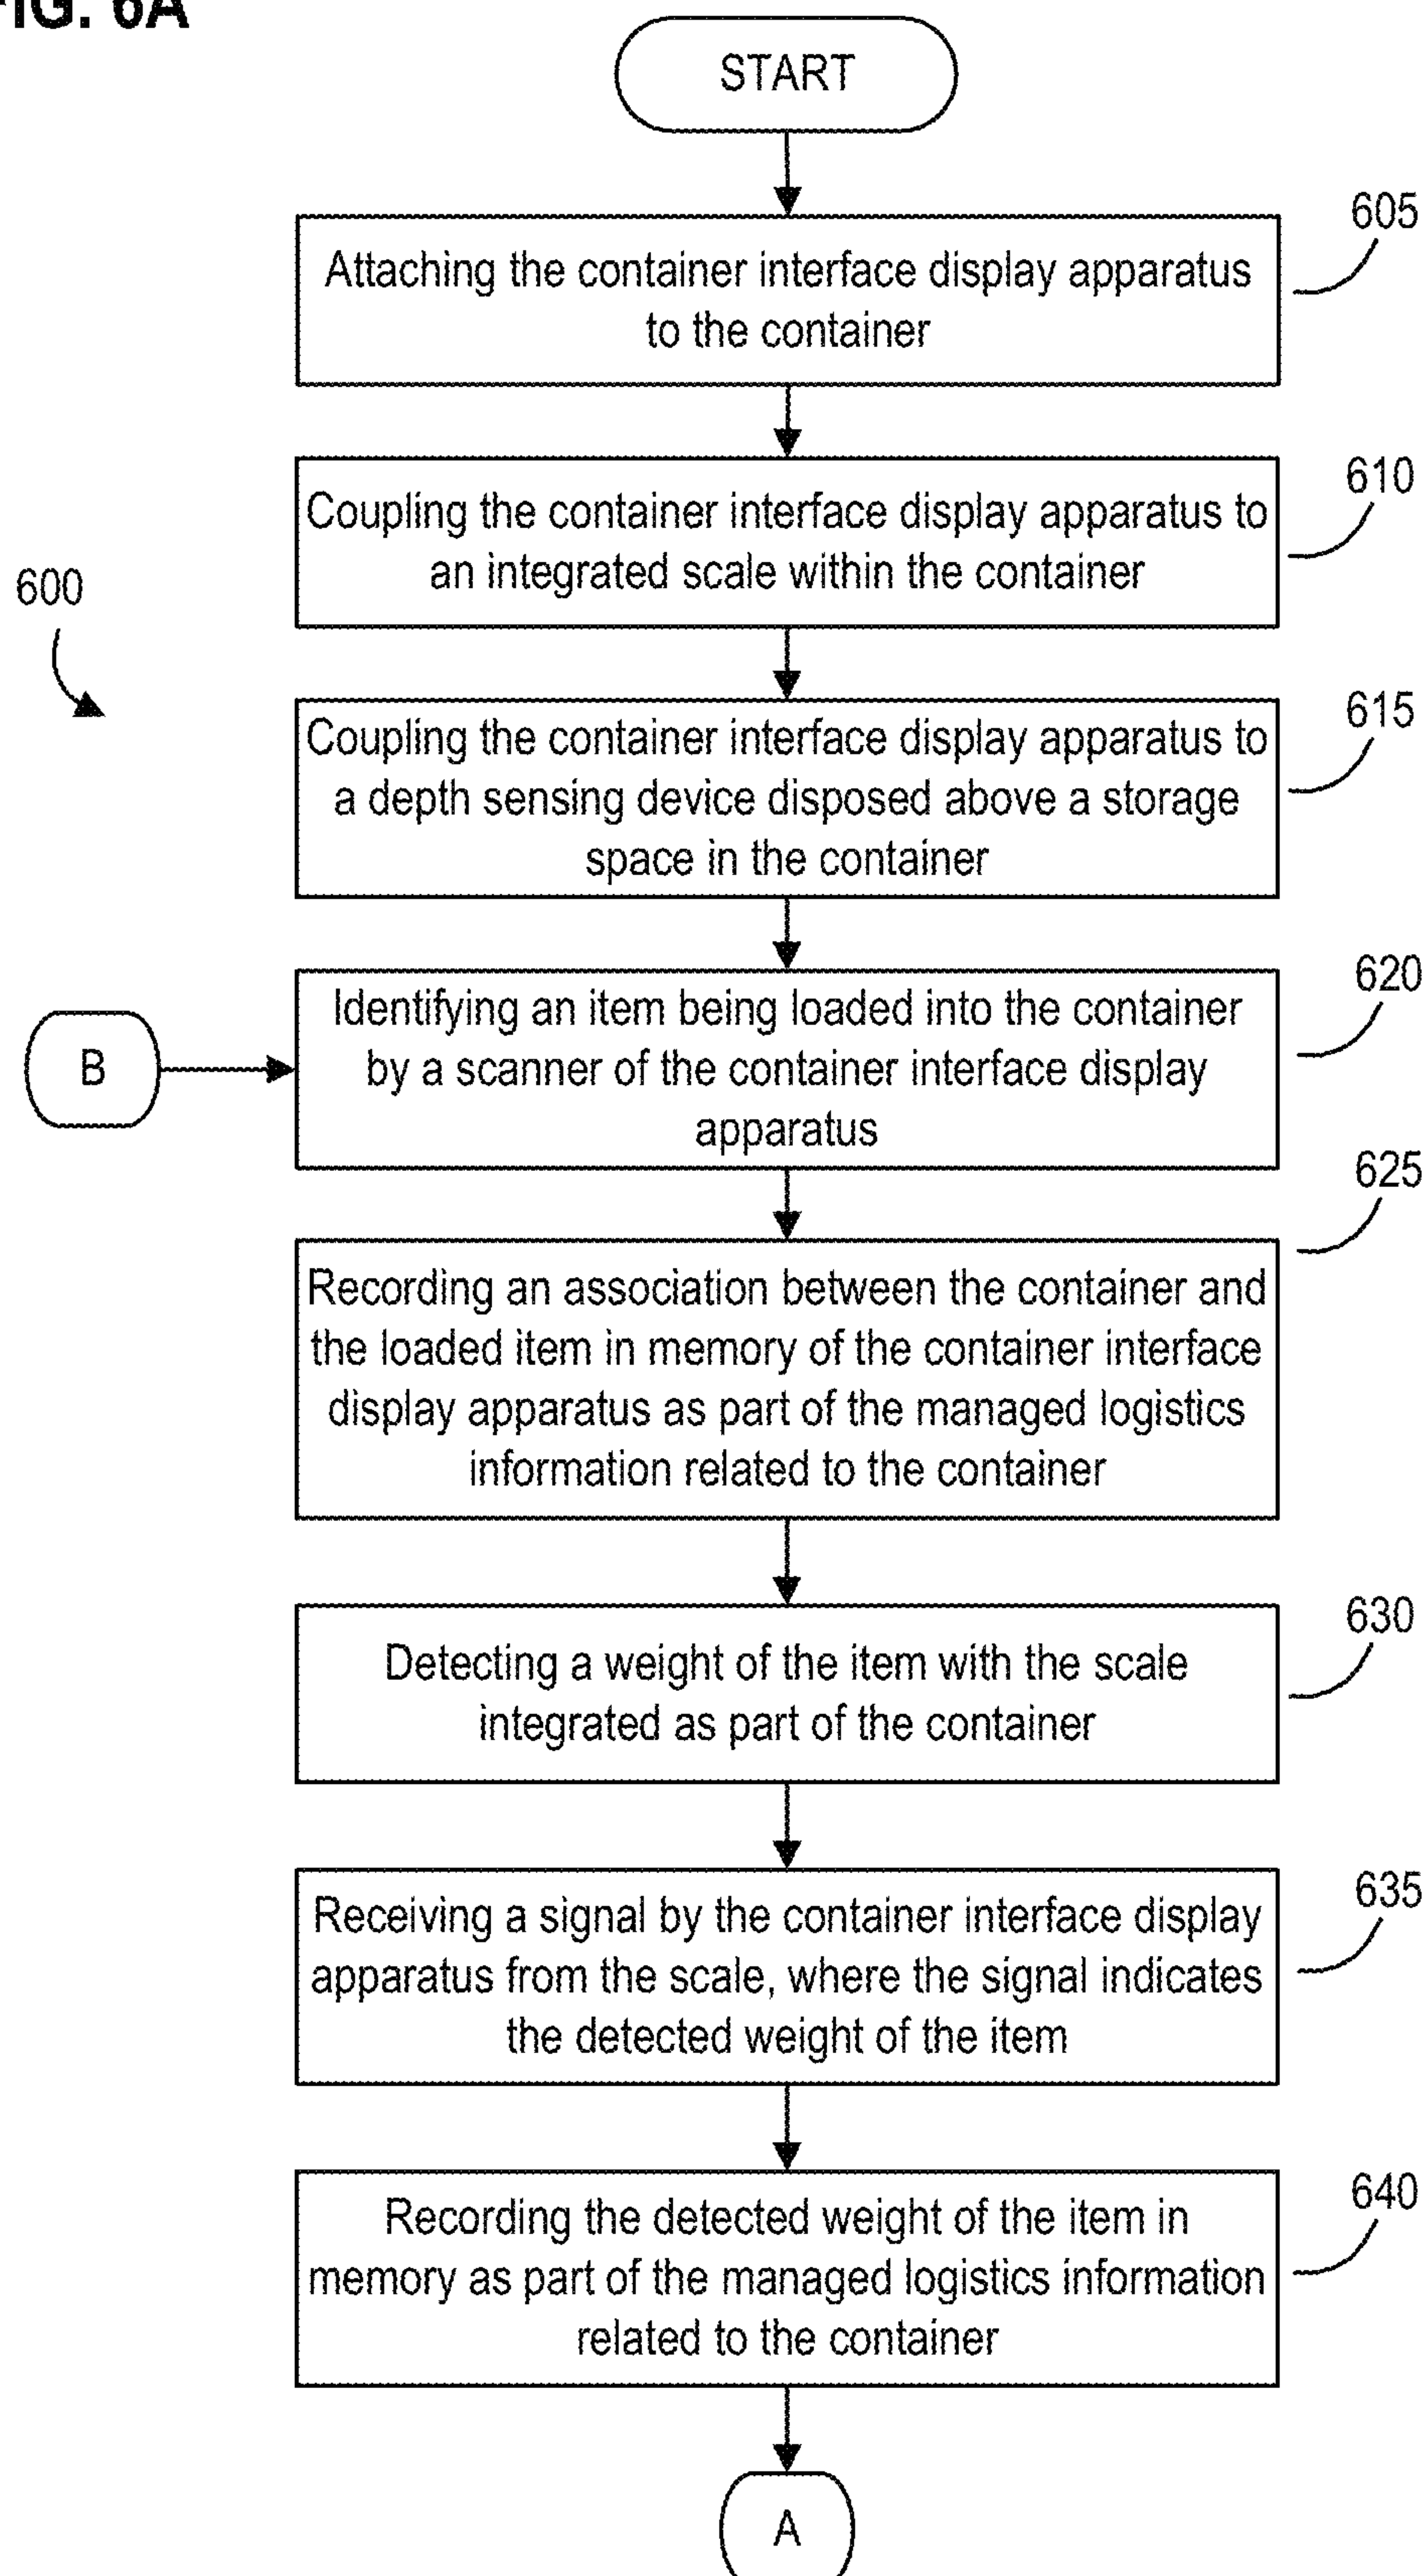 FIG. 6A
START
605
Attaching the container interface display apparatus
to the container
610
Coupling the container interface display apparatus to
an integrated scale within the container
600
615
Coupling the container interface display apparatus to
a depth sensing device disposed above a storage
space in the container
620
Identifying an item being loaded into the container
by a scanner of the container interface display
apparatus
B
625
Recording an association between the container and
the loaded item in memory of the container interface
display apparatus as part of the managed logistics
information related to the container
630
Detecting a weight of the item with the scale
integrated as part of the container
635
Receiving a signal by the container interface display
apparatus from the scale, where the signal indicates
the detected weight of the item
640
Recording the detected weight of the item in
memory as part of the managed logistics information
related to the container
A